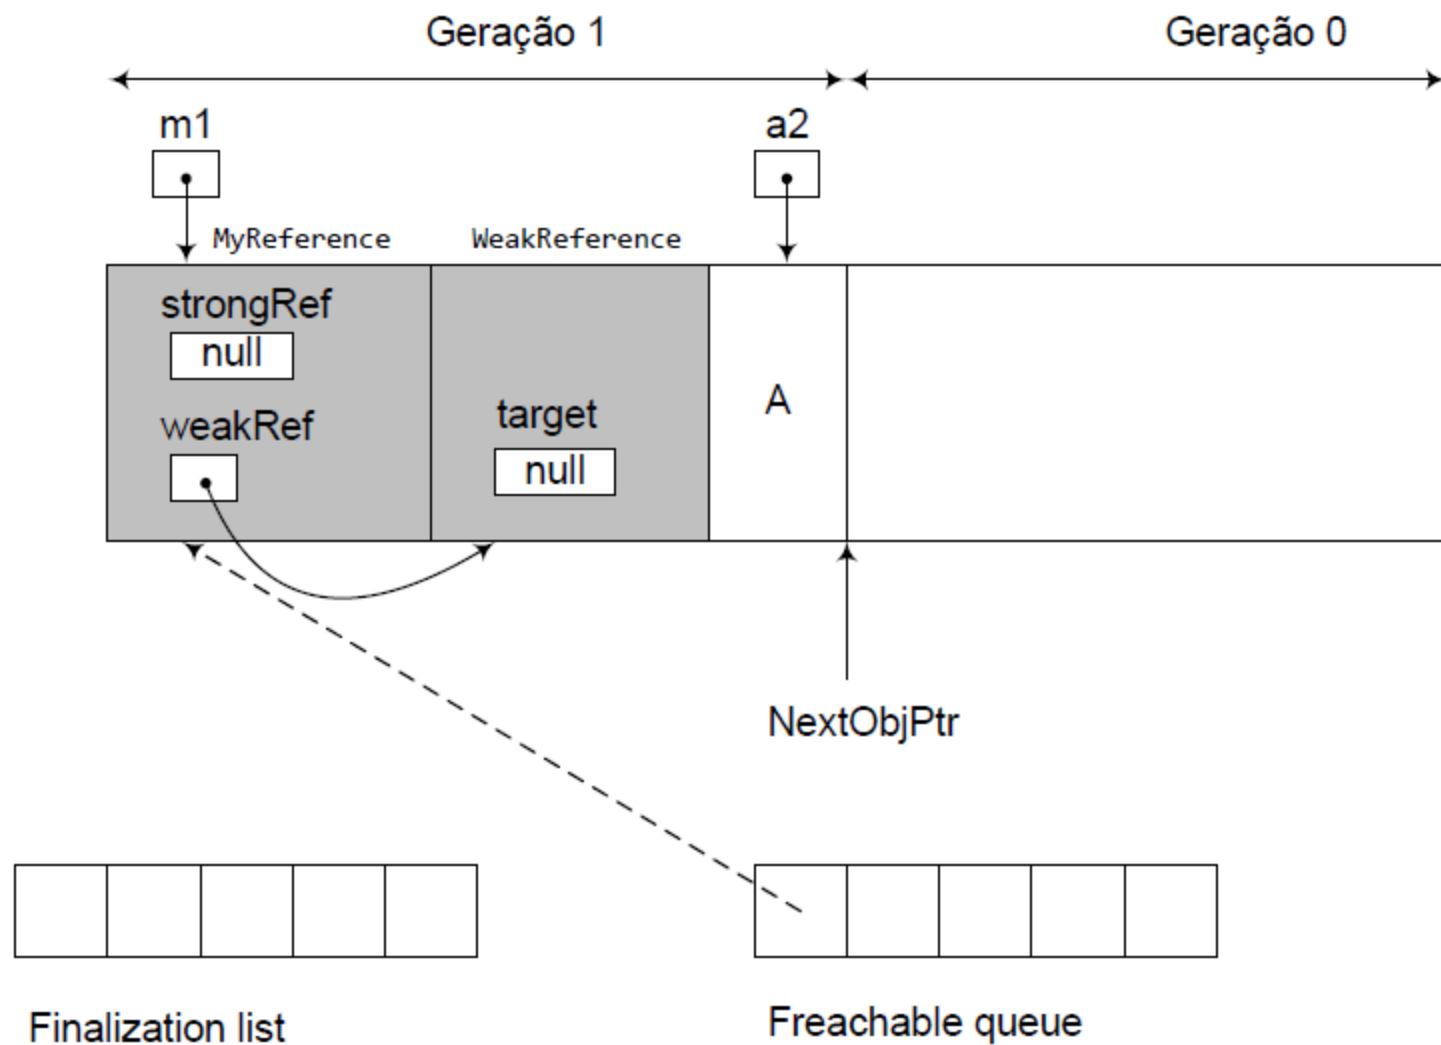 Geração 1
Geração 0
m1
a2
MyReference
WeakReference
strongRef
null
weakRef
target
null
A
NextObjPtr
Finalization list
Freachable queue